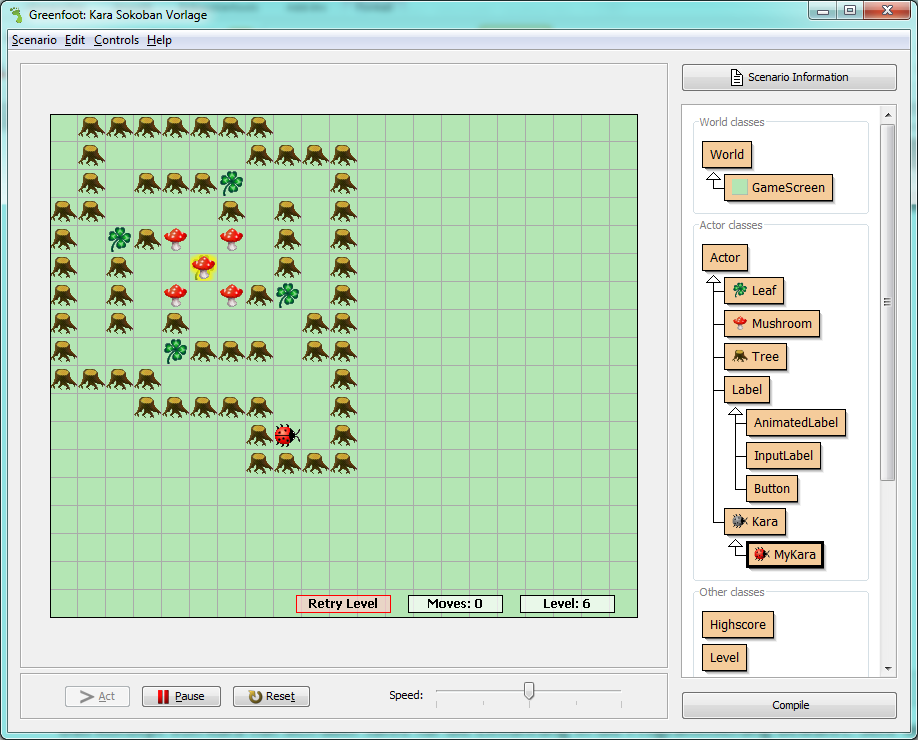 Greenfoot: Kara Sokoban Vorlage
Scenario Edit Controls Help
Scenario Information
World classes
World
GameScreen
Actor classes
Actor
Leaf
Mushroom
Tree
Label
AnimatedLabel
InputLabel
Button
Kara
MyKara
Other classes
Highscore
Level
Retry Level
Moves: 0
Level: 6
Act
Pause
Reset
Speed:
Compile